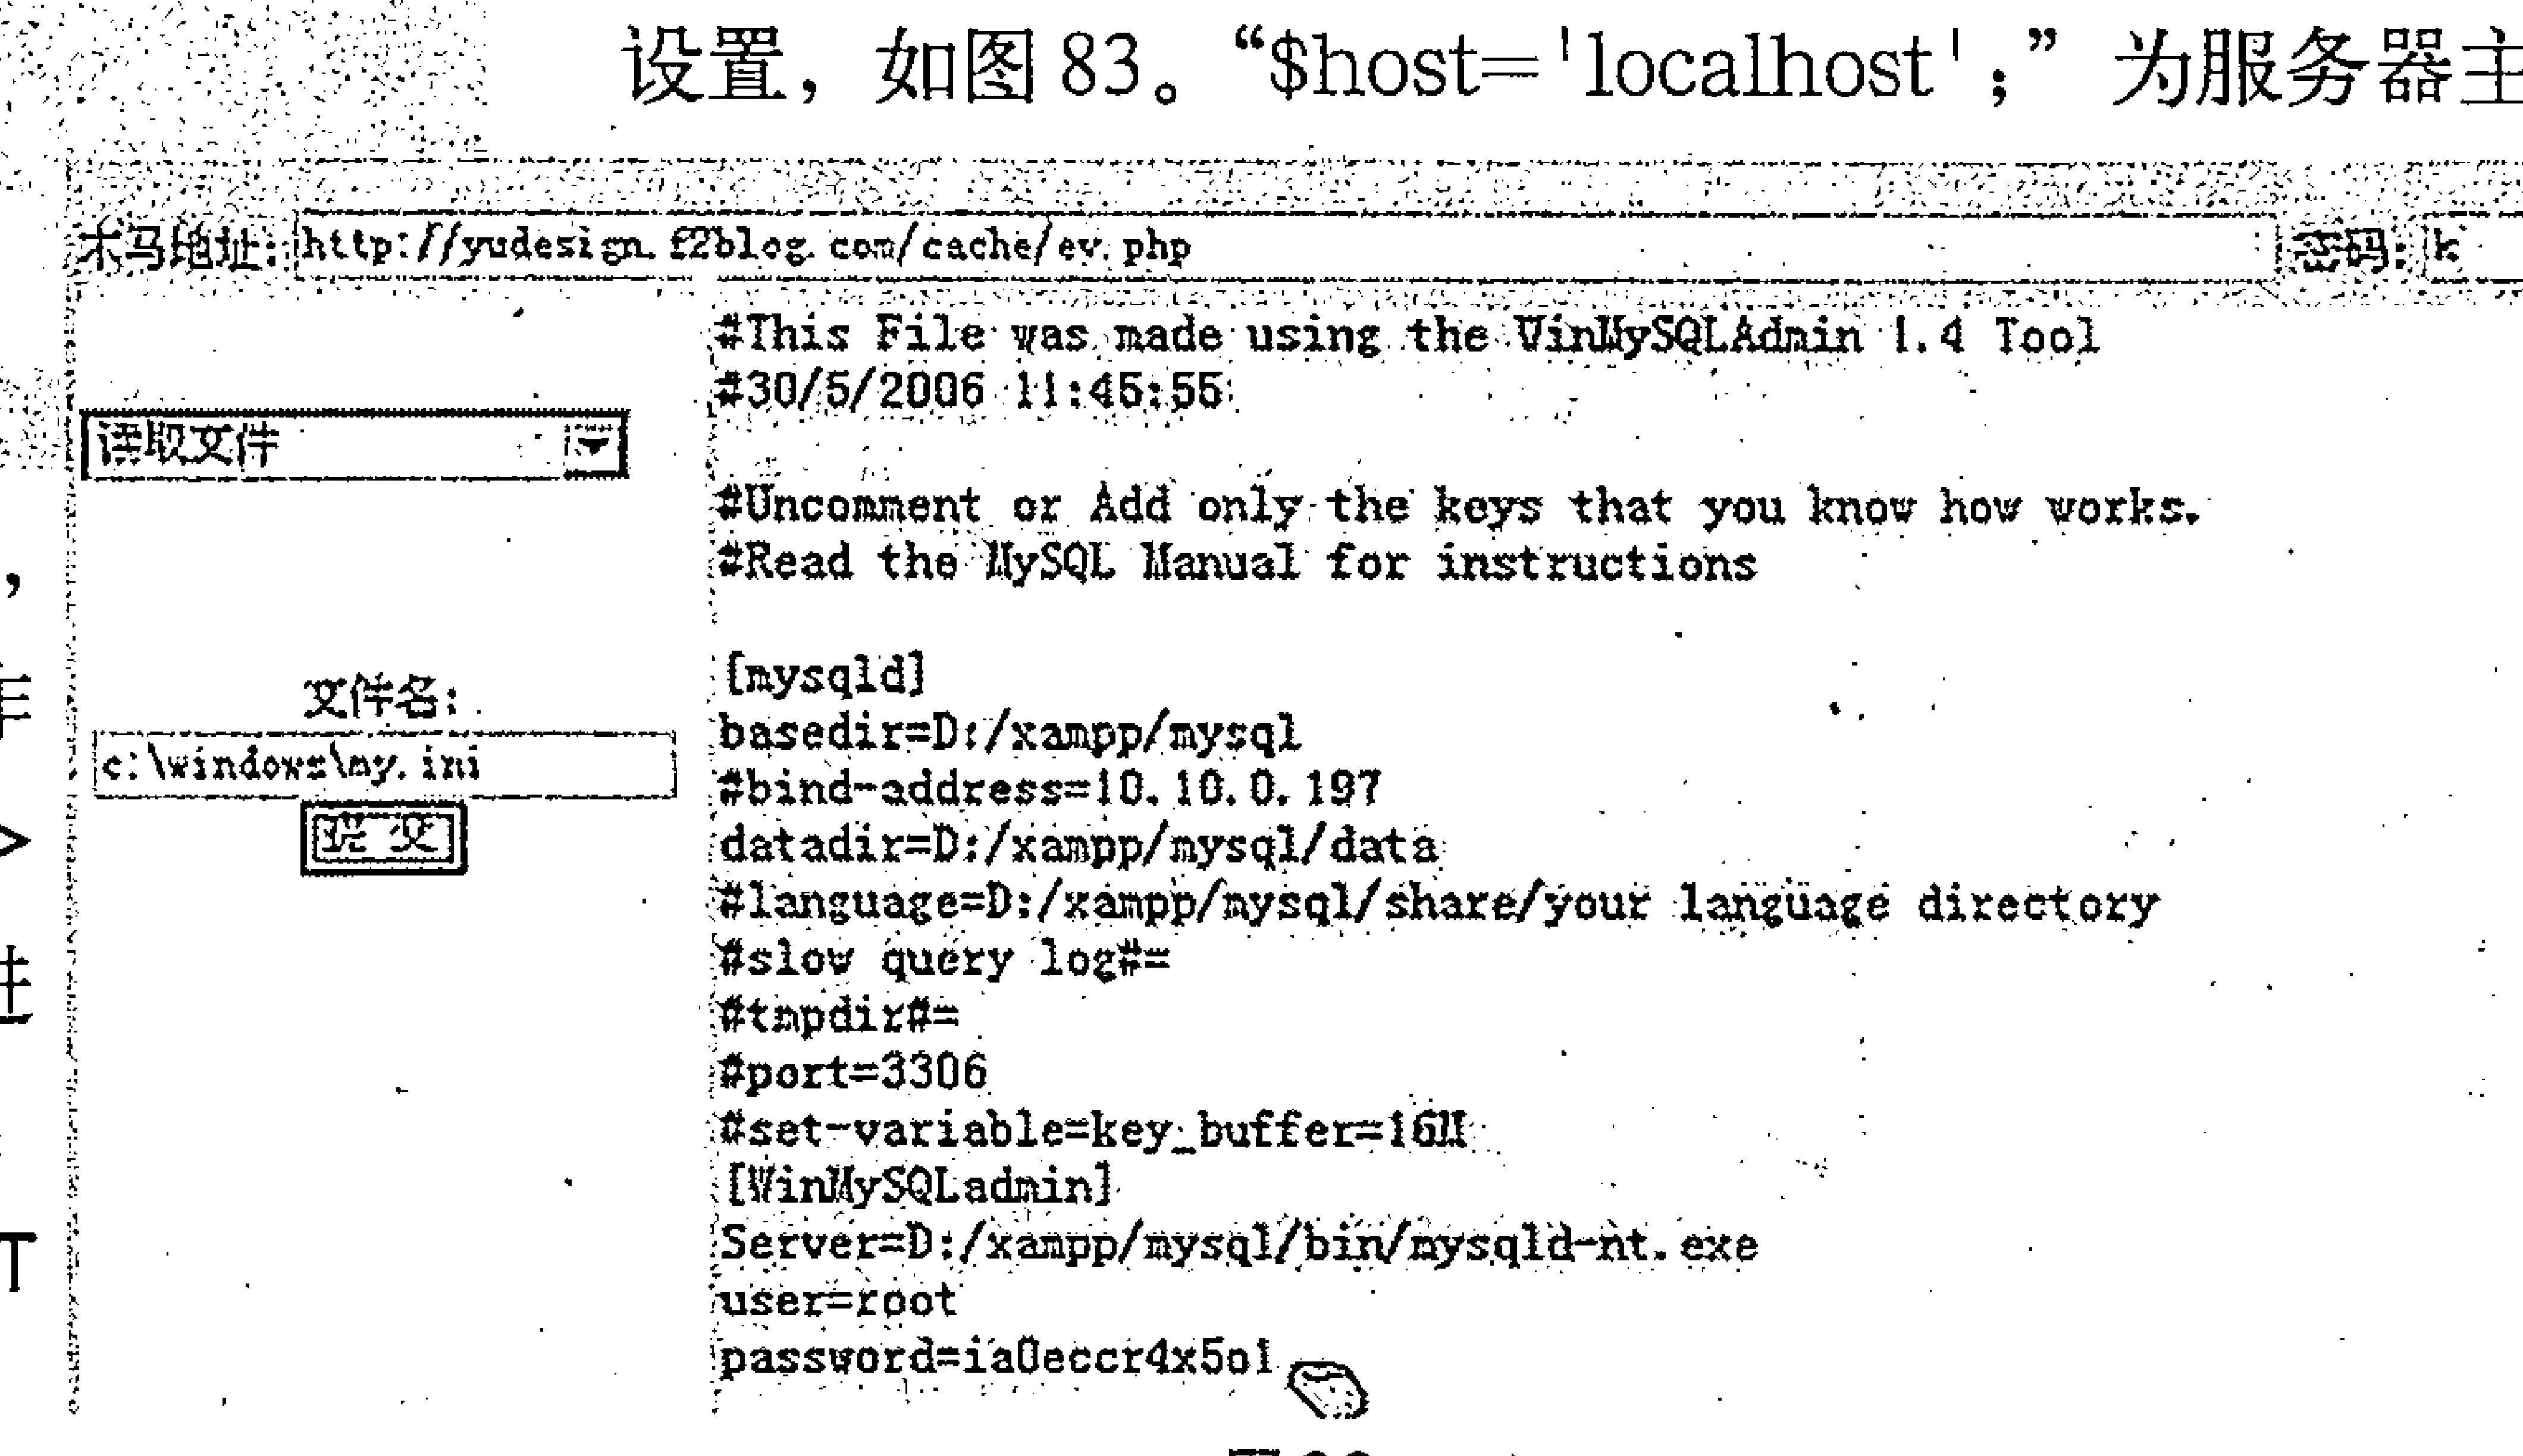 设置，如图 83。“$host='localhost'；”为服务器主
木马地址: http://yudesign.f2blog.com/cache/ev.php 密码: k
#This File was made using the WinMySQLAdmin 1.4 Tool
#30/5/2006 11:45:55
读取文件
#Uncomment or Add only the keys that you know how works.
#Read the MySQL Manual for instructions
，
[mysqld]
文件名:
basedir=D:/xampp/mysql
c:\windows\my.ini
#bind-address=10.10.0.197
提 交
datadir=D:/xampp/mysql/data
>
#language=D:/xampp/mysql/share/your language directory
#slow query log#=
#tmpdir#=
#port=3306
#set-variable=key_buffer=16M
[WinMySQLadmin]
Server=D:/xampp/mysql/bin/mysqld-nt.exe
T
user=root
password=ia0eccr4x5o1